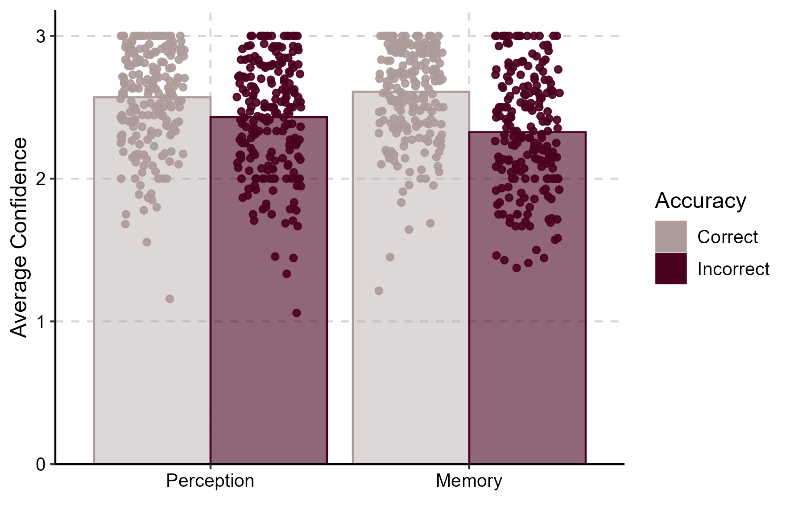 Average Confidence
3
2
1
0
Perception
Memory
Accuracy
Correct
Incorrect